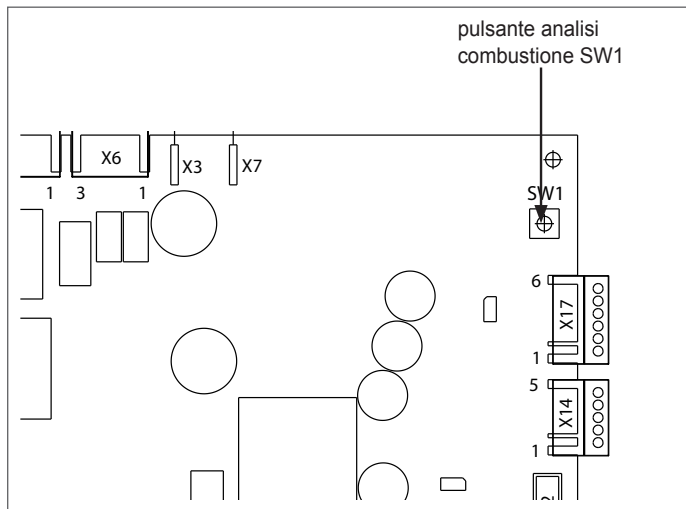 pulsante analisi
combustione SW1
X6
X3
X7
1 3 1
SW1
6
X17
1
5
X14
1